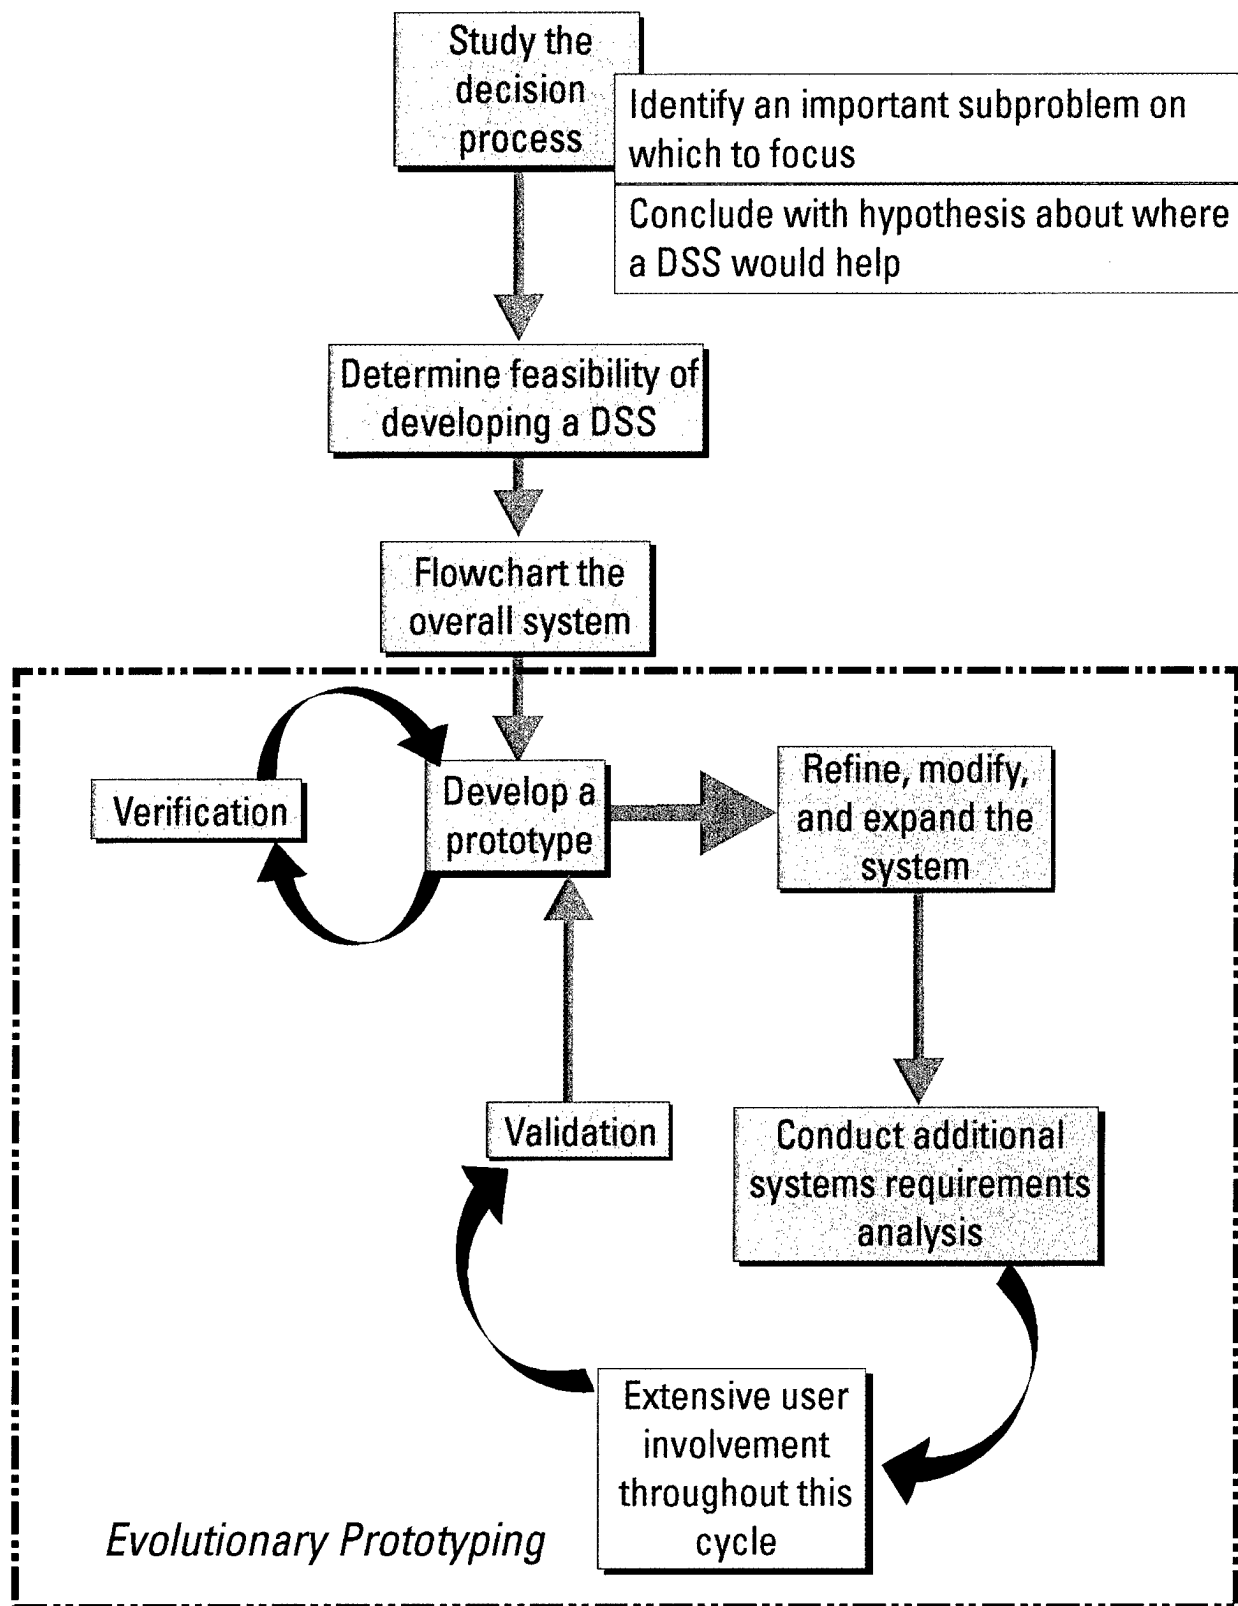 Study the
decision
process
Identify an important subproblem on
which to focus
Conclude with hypothesis about where
a DSS would help
Determine feasibility of
developing a DSS
Flowchart the
overall system
Verification
Develop a
prototype
Refine, modify,
and expand the
system
Validation
Conduct additional
systems requirements
analysis
Extensive user
involvement
throughout this
cycle
Evolutionary Prototyping